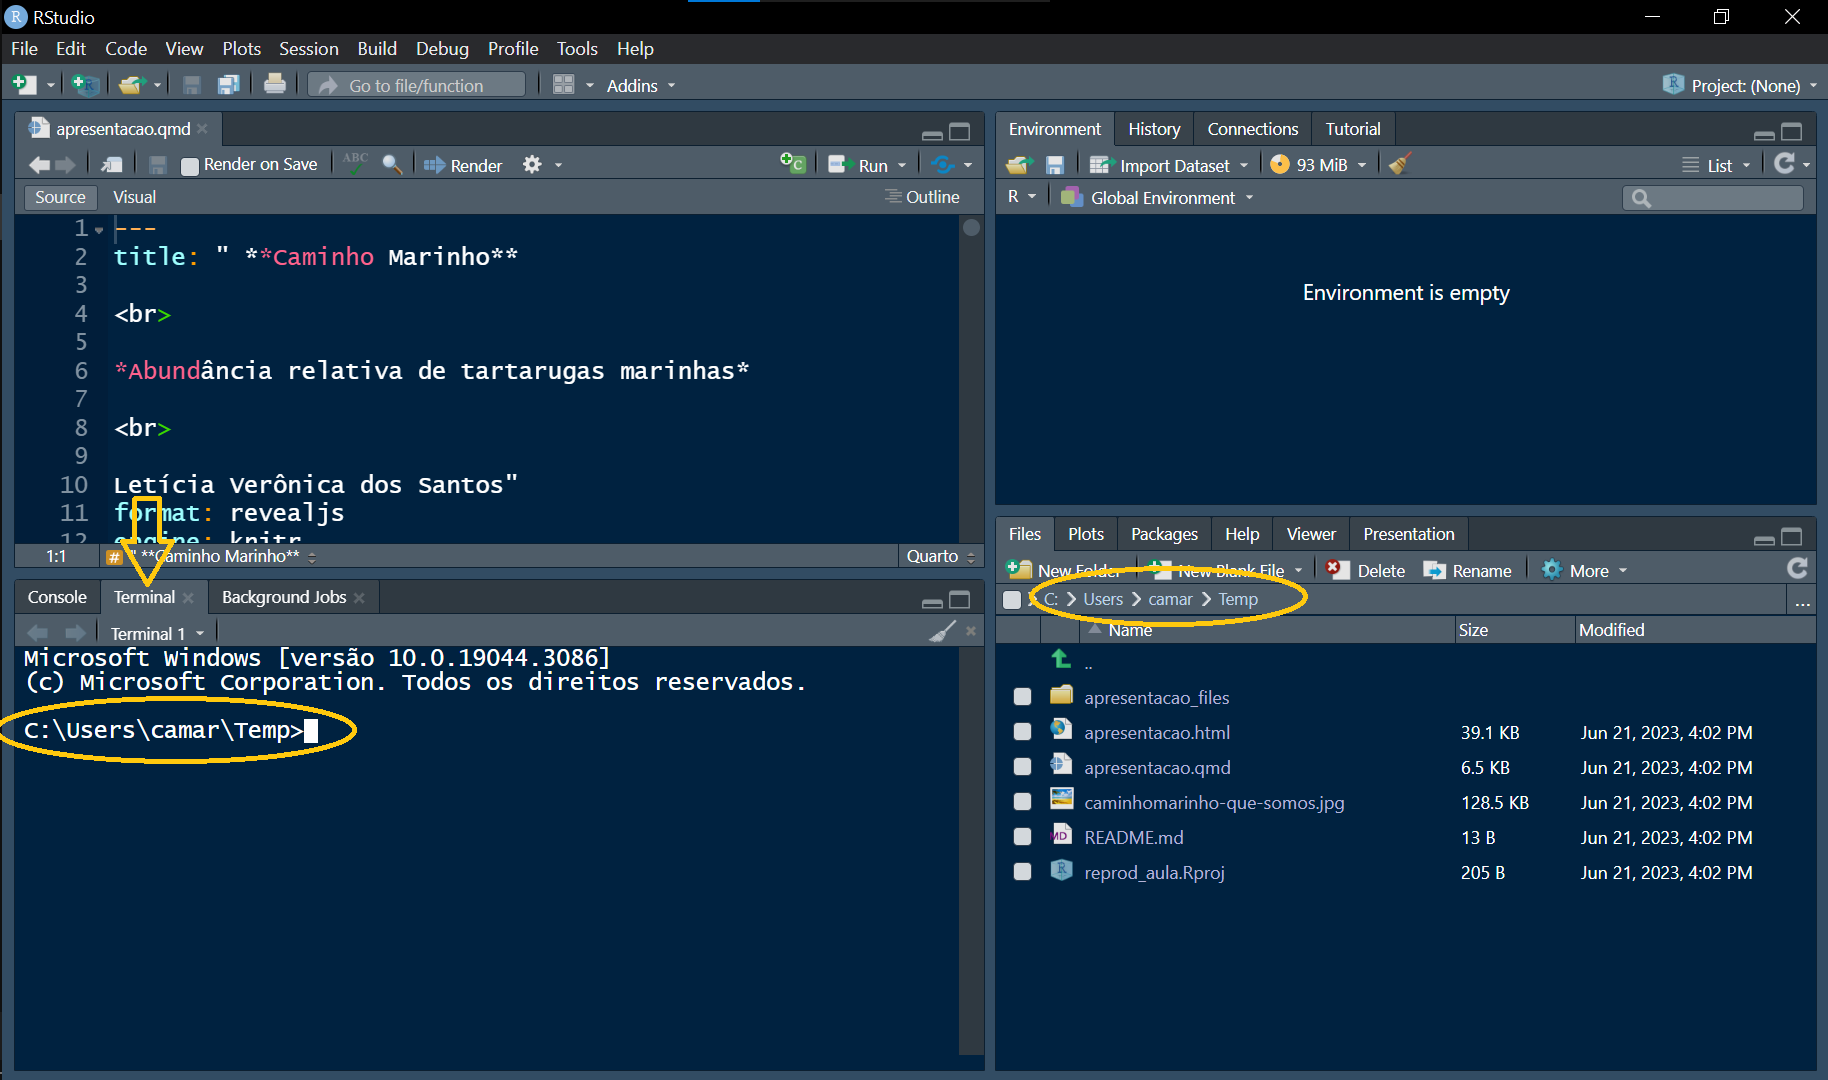 RStudio
File Edit Code View Plots Session Build Debug Profile Tools Help
Go to file/function Addins Project: (None)
apresentacao.qmd
Render on Save ABC Render Run
Source Visual Outline
1 ---
2 title: " **Caminho Marinho**
3
4 <br>
5
6 *Abundância relativa de tartarugas marinhas*
7
8 <br>
9
10 Letícia Verônica dos Santos"
11 format: revealjs
12 engine: knitr
1:1 # " **Caminho Marinho** Quarto
Console Terminal Background Jobs
Terminal 1
Microsoft Windows [versão 10.0.19044.3086]
(c) Microsoft Corporation. Todos os direitos reservados.
C:\Users\camar\Temp>
Environment History Connections Tutorial
Import Dataset 93 MiB List
R Global Environment
Environment is empty
Files Plots Packages Help Viewer Presentation
New Folder New Blank File Delete Rename More
C: Users camar Temp ...
Name Size Modified
..
apresentacao_files
apresentacao.html 39.1 KB Jun 21, 2023, 4:02 PM
apresentacao.qmd 6.5 KB Jun 21, 2023, 4:02 PM
caminhomarinho-que-somos.jpg 128.5 KB Jun 21, 2023, 4:02 PM
README.md 13 B Jun 21, 2023, 4:02 PM
reprod_aula.Rproj 205 B Jun 21, 2023, 4:02 PM